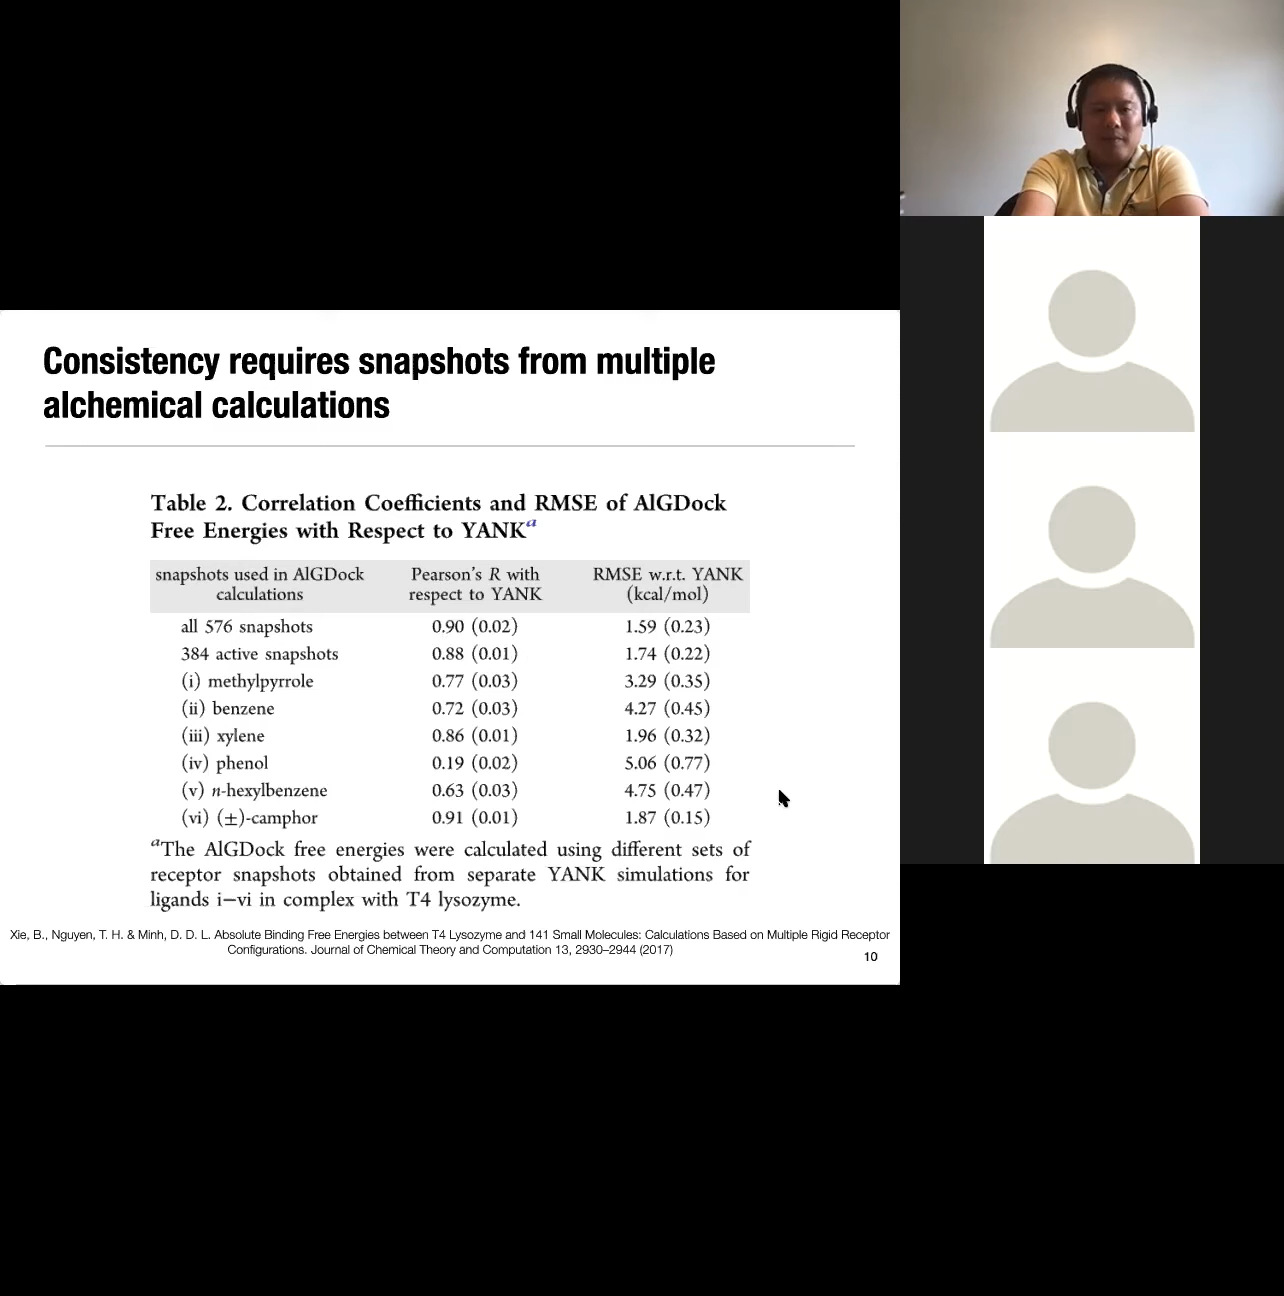 Consistency requires snapshots from multiple
alchemical calculations
Table 2. Correlation Coefficients and RMSE of AlGDock
Free Energies with Respect to YANKᵃ
snapshots used in AlGDock calculations Pearson's R with respect to YANK RMSE w.r.t. YANK (kcal/mol)
all 576 snapshots 0.90 (0.02) 1.59 (0.23)
384 active snapshots 0.88 (0.01) 1.74 (0.22)
(i) methylpyrrole 0.77 (0.03) 3.29 (0.35)
(ii) benzene 0.72 (0.03) 4.27 (0.45)
(iii) xylene 0.86 (0.01) 1.96 (0.32)
(iv) phenol 0.19 (0.02) 5.06 (0.77)
(v) n-hexylbenzene 0.63 (0.03) 4.75 (0.47)
(vi) (±)-camphor 0.91 (0.01) 1.87 (0.15)
ᵃThe AlGDock free energies were calculated using different sets of
receptor snapshots obtained from separate YANK simulations for
ligands i–vi in complex with T4 lysozyme.
Xie, B., Nguyen, T. H. & Minh, D. D. L. Absolute Binding Free Energies between T4 Lysozyme and 141 Small Molecules: Calculations Based on Multiple Rigid Receptor
Configurations. Journal of Chemical Theory and Computation 13, 2930–2944 (2017)
10